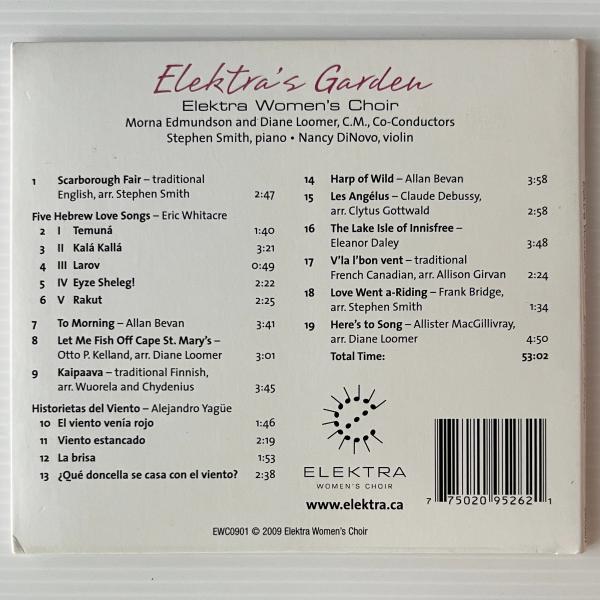 Elektra's Garden
Elektra Women's Choir
Morna Edmundson and Diane Loomer, C.M., Co-Conductors
Stephen Smith, piano • Nancy DiNovo, violin
1 Scarborough Fair – traditional
English, arr. Stephen Smith 2:47
Five Hebrew Love Songs – Eric Whitacre
2 I Temuná 1:40
3 II Kalá Kallá 3:21
4 III Larov 0:49
5 IV Eyze Sheleg! 2:22
6 V Rakut 2:25
7 To Morning – Allan Bevan 3:41
8 Let Me Fish Off Cape St. Mary's –
Otto P. Kelland, arr. Diane Loomer 3:01
9 Kaipaava – traditional Finnish,
arr. Wuorela and Chydenius 3:45
Historietas del Viento – Alejandro Yagüe
10 El viento venía rojo 1:46
11 Viento estancado 2:19
12 La brisa 1:53
13 ¿Qué doncella se casa con el viento? 2:38
14 Harp of Wild – Allan Bevan 3:58
15 Les Angélus – Claude Debussy,
arr. Clytus Gottwald 2:58
16 The Lake Isle of Innisfree –
Eleanor Daley 3:48
17 V'la l'bon vent – traditional
French Canadian, arr. Allison Girvan 2:24
18 Love Went a-Riding – Frank Bridge,
arr. Stephen Smith 1:34
19 Here's to Song – Allister MacGillivray,
arr. Diane Loomer 4:50
Total Time: 53:02
ELEKTRA
WOMEN'S CHOIR
www.elektra.ca
7 75020 95262 1
EWC0901 © 2009 Elektra Women's Choir